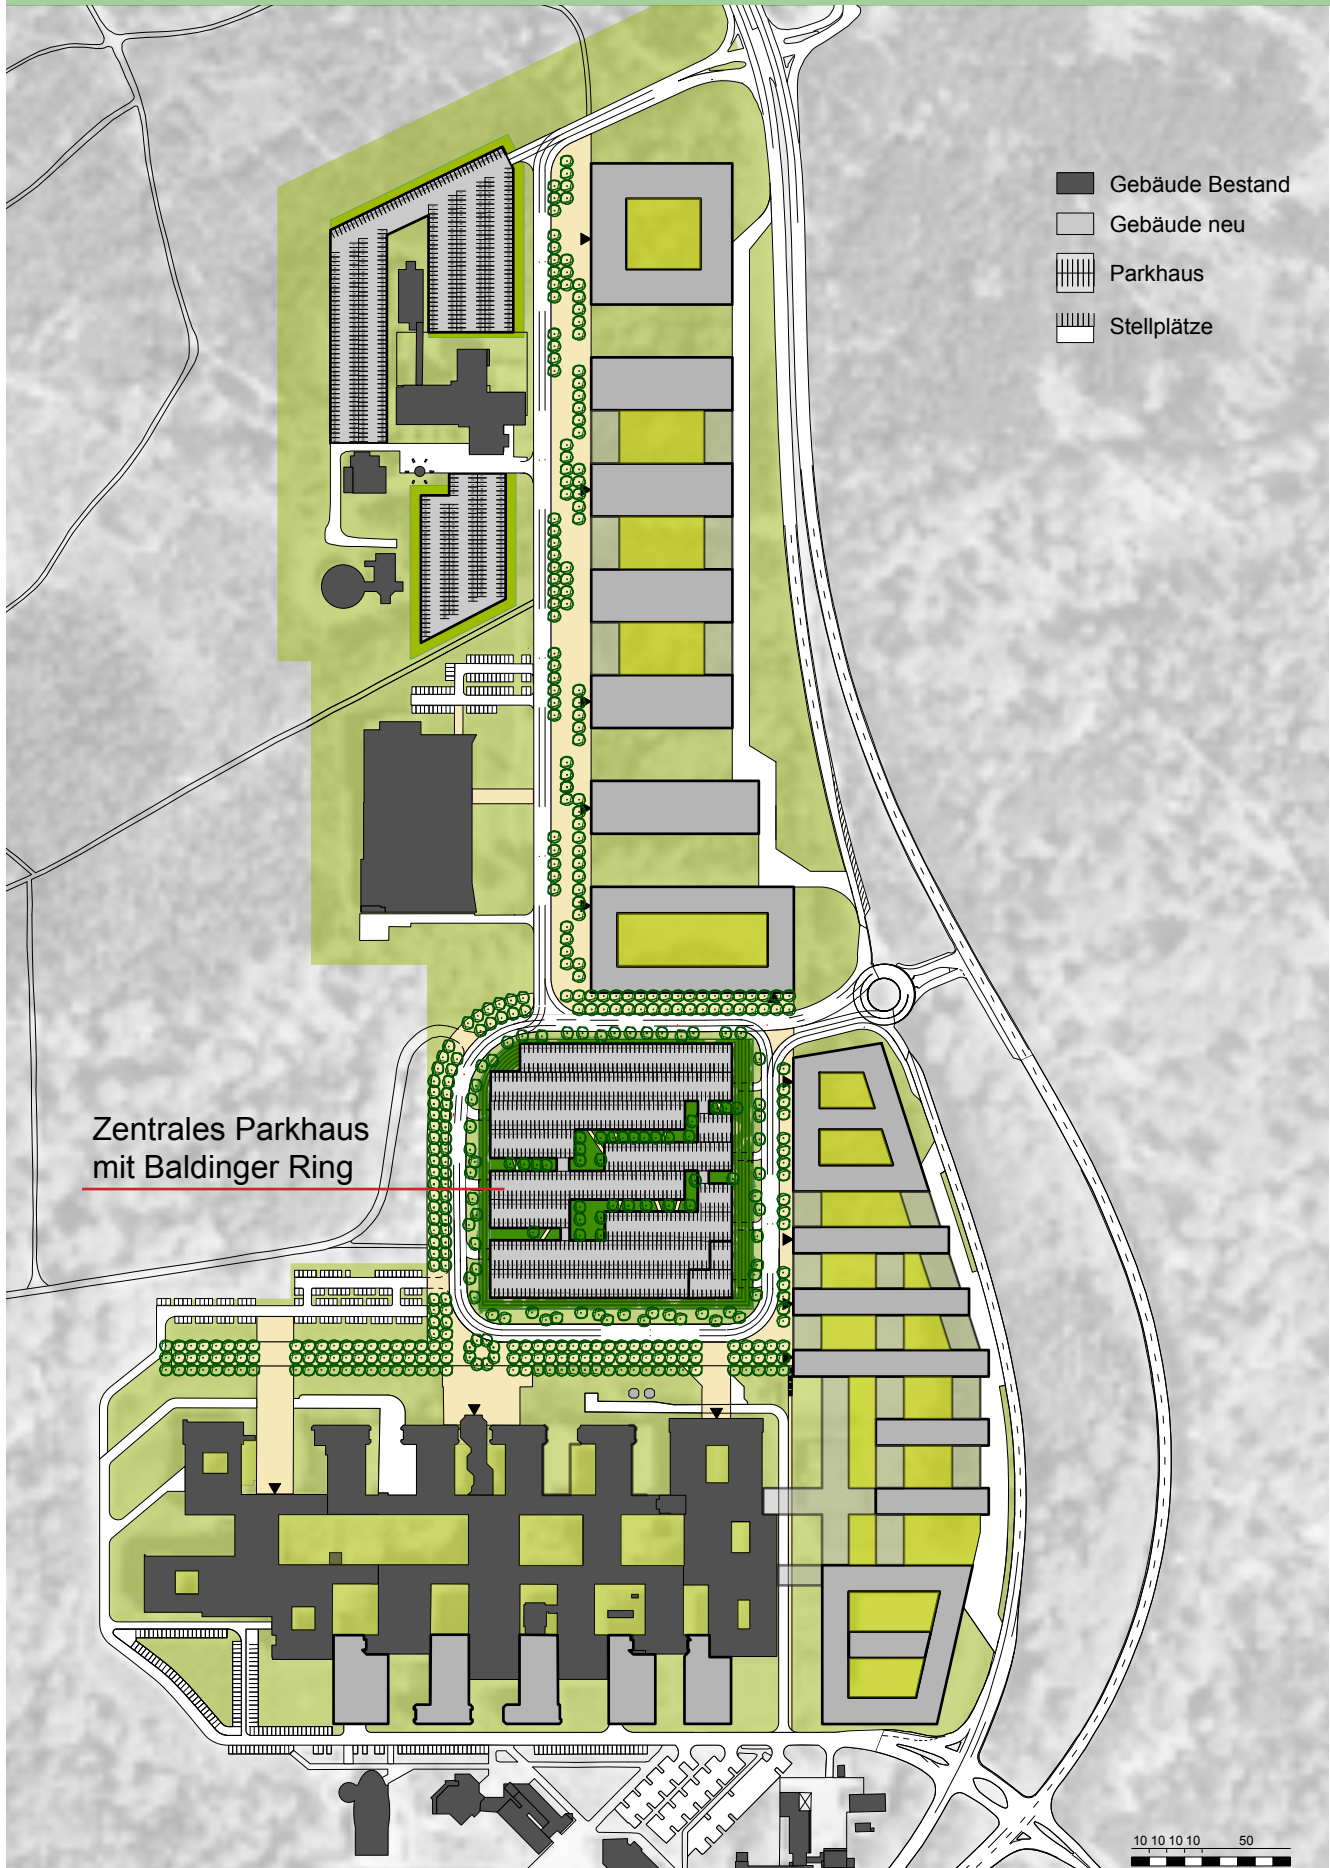 Gebäude Bestand
Gebäude neu
Parkhaus
Stellplätze
Zentrales Parkhaus
mit Baldinger Ring
10 10 10 10 50